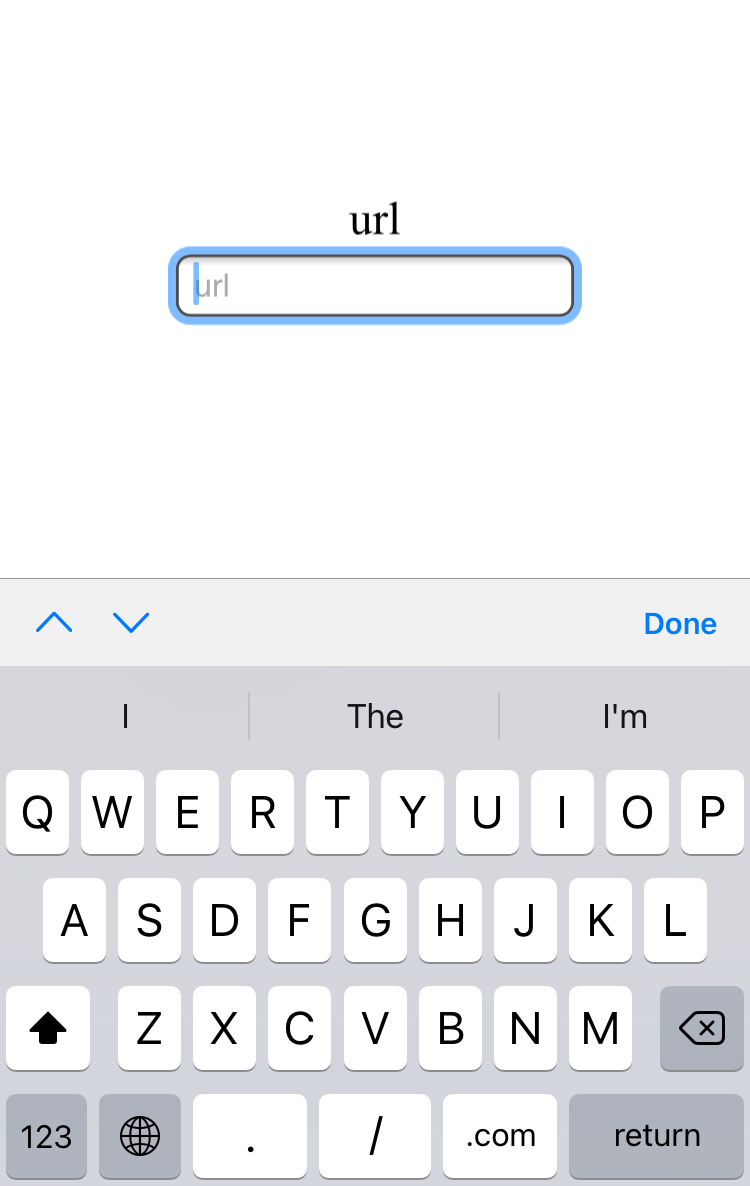 url
url
Done
I The I'm
Q W E R T Y U I O P
A S D F G H J K L
Z X C V B N M
123 . / .com return